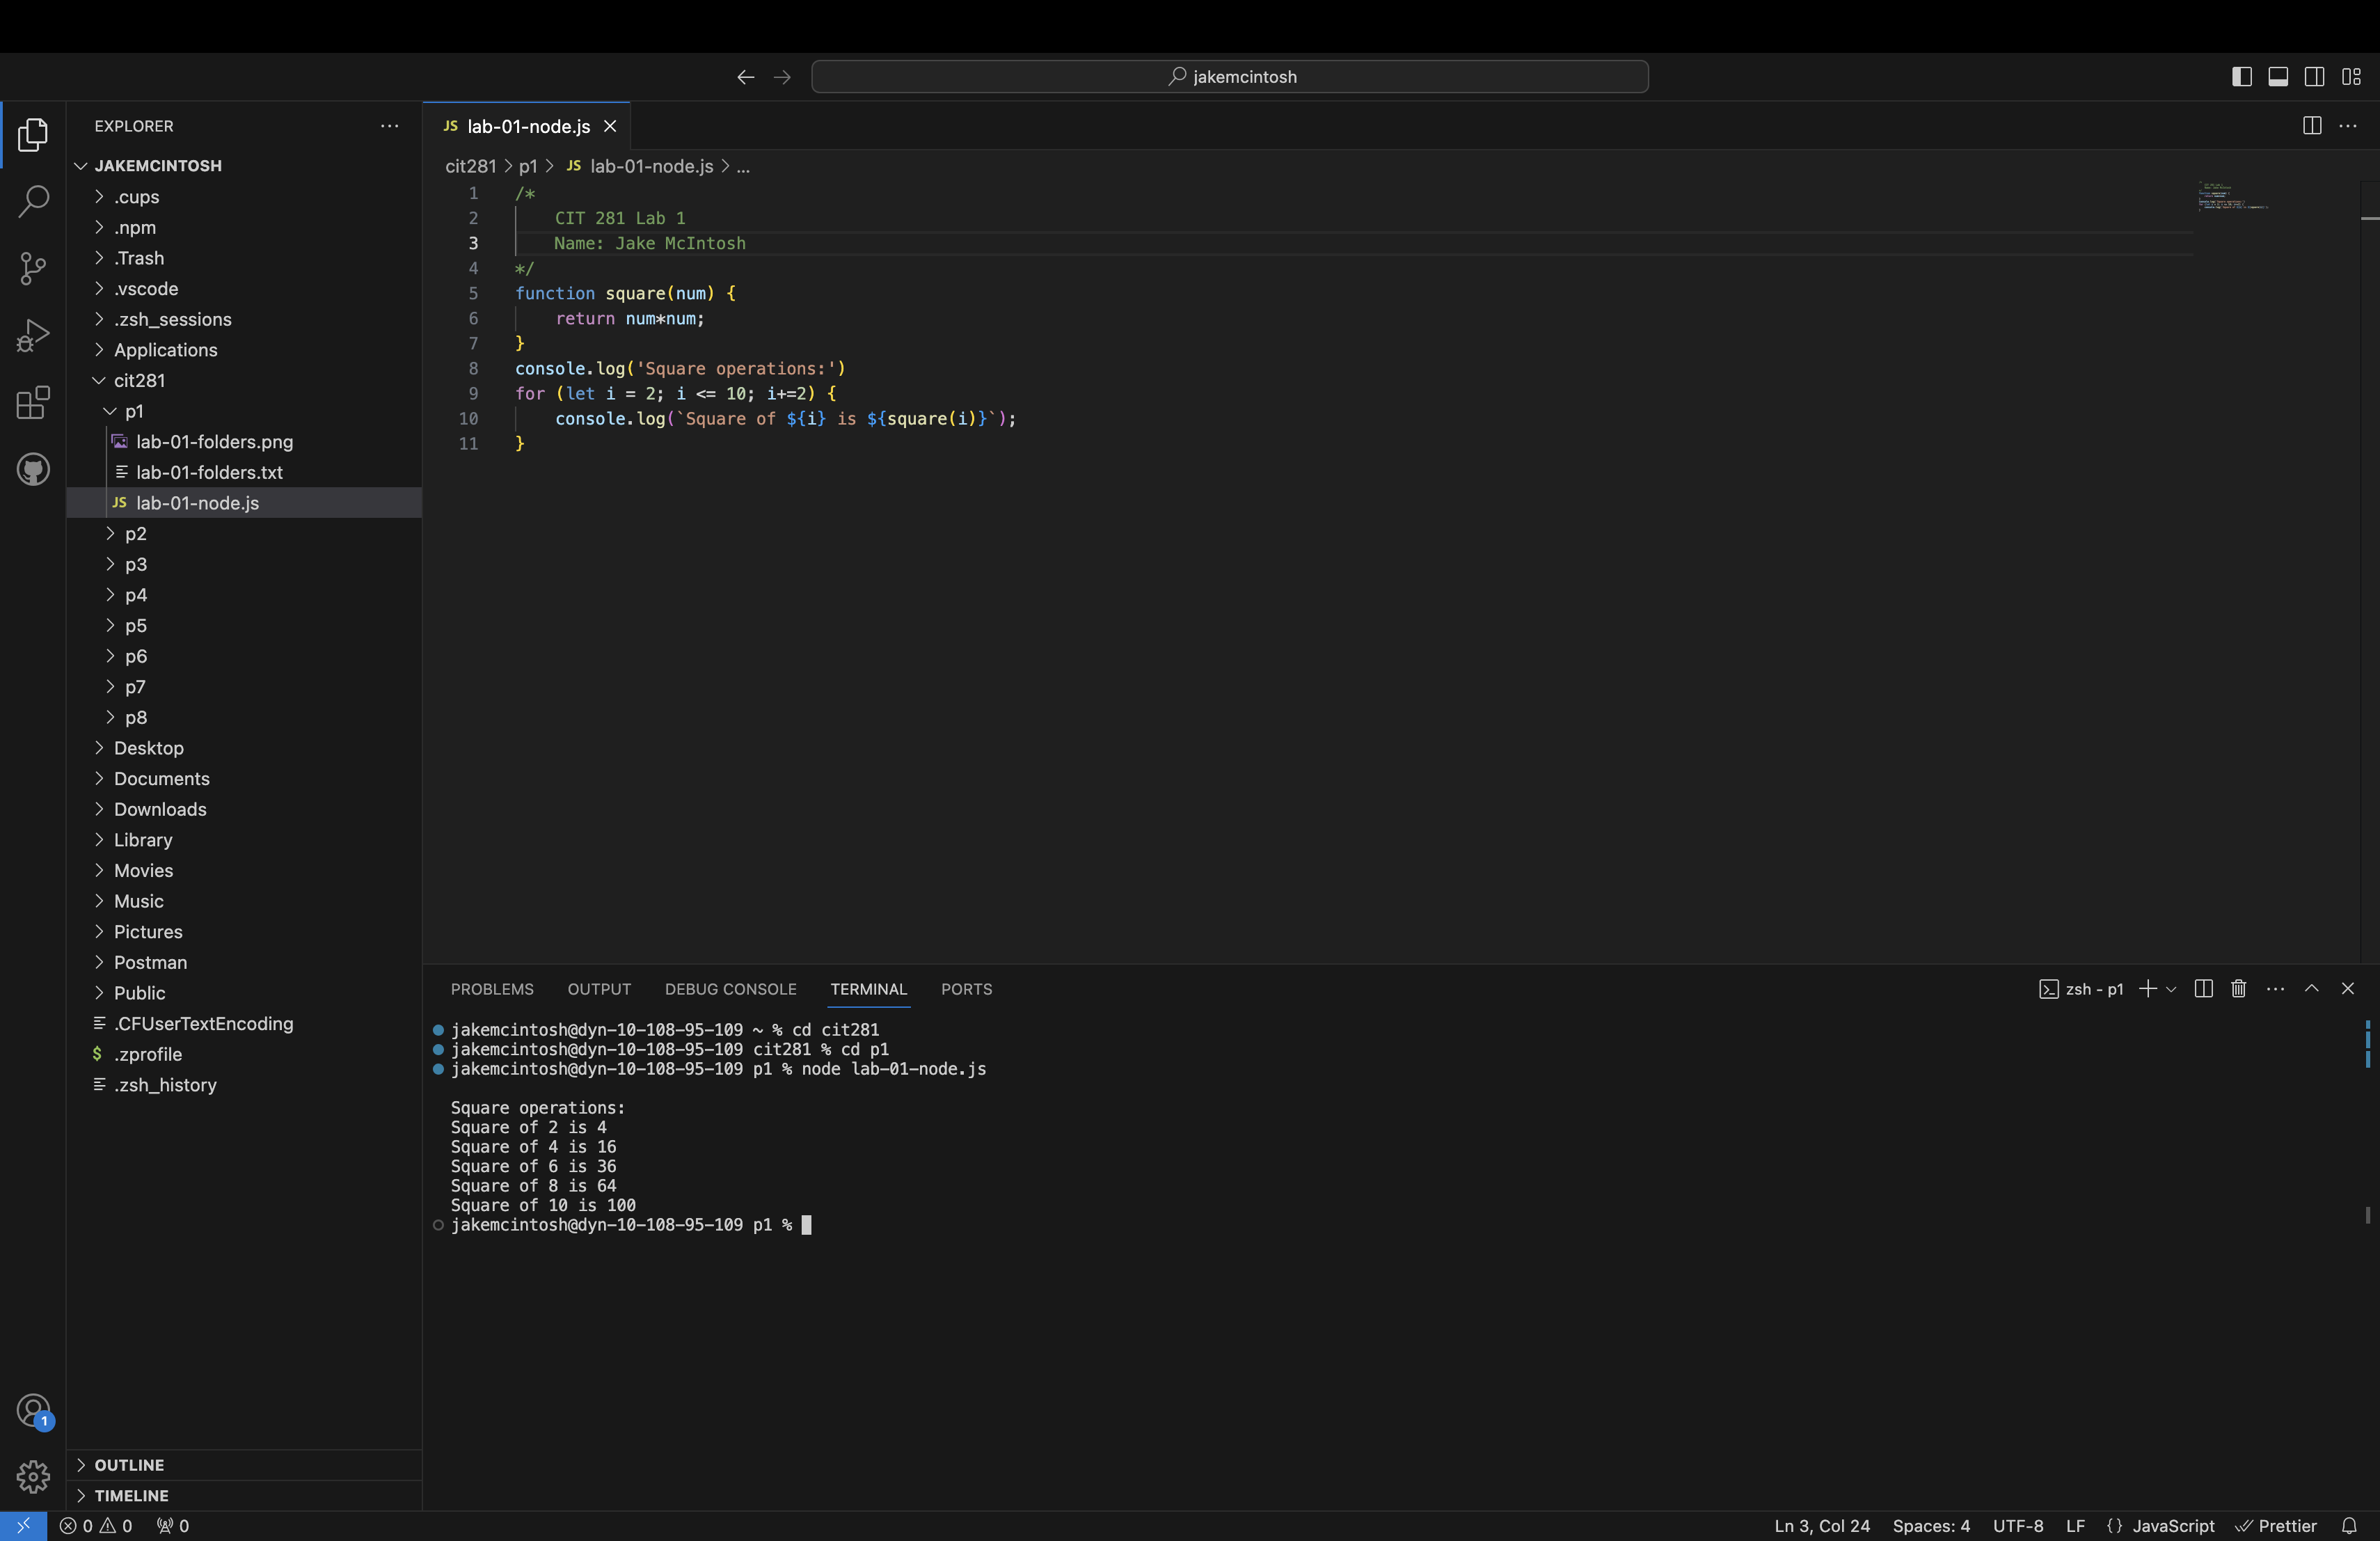 jakemcintosh
EXPLORER
JAKEMCINTOSH
.cups
.npm
.Trash
.vscode
.zsh_sessions
Applications
cit281
p1
lab-01-folders.png
lab-01-folders.txt
JS lab-01-node.js
p2
p3
p4
p5
p6
p7
p8
Desktop
Documents
Downloads
Library
Movies
Music
Pictures
Postman
Public
.CFUserTextEncoding
$ .zprofile
.zsh_history
OUTLINE
TIMELINE
JS lab-01-node.js
cit281 > p1 > JS lab-01-node.js > ...
1 /*
2 CIT 281 Lab 1
3 Name: Jake McIntosh
4 */
5 function square(num) {
6 return num*num;
7 }
8 console.log('Square operations:')
9 for (let i = 2; i <= 10; i+=2) {
10 console.log(`Square of ${i} is ${square(i)}`);
11 }
PROBLEMS OUTPUT DEBUG CONSOLE TERMINAL PORTS zsh - p1
jakemcintosh@dyn-10-108-95-109 ~ % cd cit281
jakemcintosh@dyn-10-108-95-109 cit281 % cd p1
jakemcintosh@dyn-10-108-95-109 p1 % node lab-01-node.js
Square operations:
Square of 2 is 4
Square of 4 is 16
Square of 6 is 36
Square of 8 is 64
Square of 10 is 100
jakemcintosh@dyn-10-108-95-109 p1 %
1
0 0 0 Ln 3, Col 24 Spaces: 4 UTF-8 LF {} JavaScript Prettier